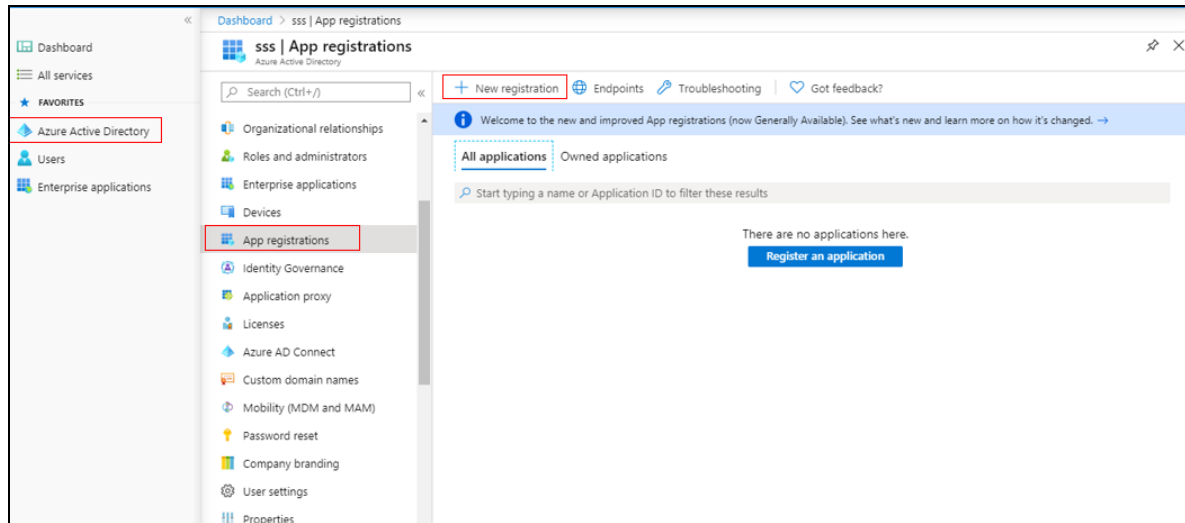 Dashboard > sss | App registrations
Dashboard
All services
FAVORITES
Azure Active Directory
Users
Enterprise applications
sss | App registrations
Azure Active Directory
Search (Ctrl+/)
Organizational relationships
Roles and administrators
Enterprise applications
Devices
App registrations
Identity Governance
Application proxy
Licenses
Azure AD Connect
Custom domain names
Mobility (MDM and MAM)
Password reset
Company branding
User settings
Properties
New registration Endpoints Troubleshooting Got feedback?
Welcome to the new and improved App registrations (now Generally Available). See what's new and learn more on how it's changed. →
All applications Owned applications
Start typing a name or Application ID to filter these results
There are no applications here.
Register an application